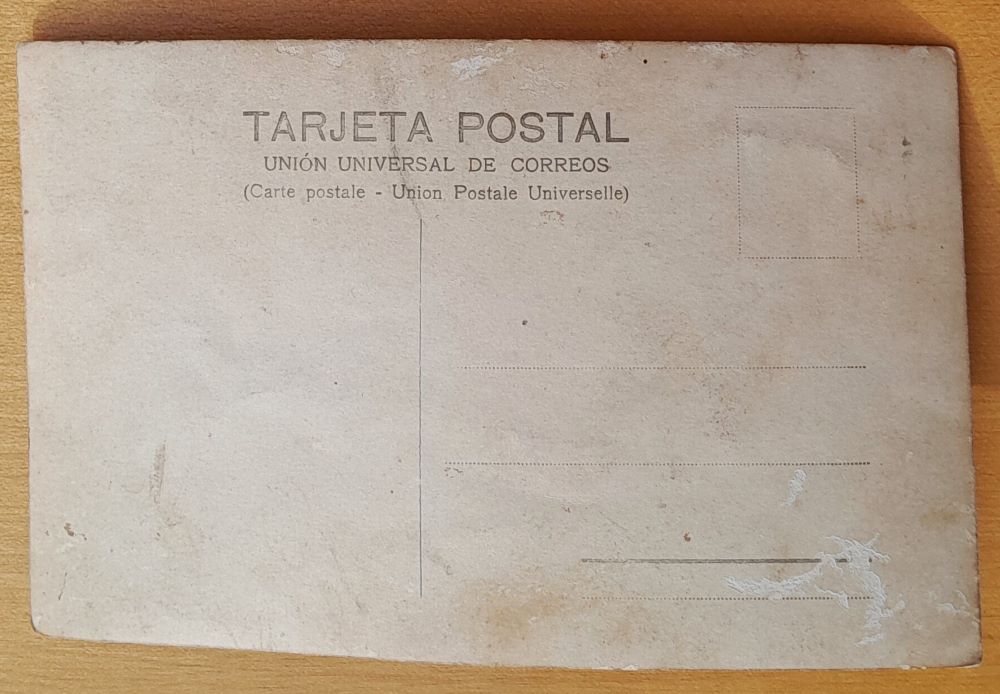 TARJETA POSTAL
UNIÓN UNIVERSAL DE CORREOS
(Carte postale - Union Postale Universelle)